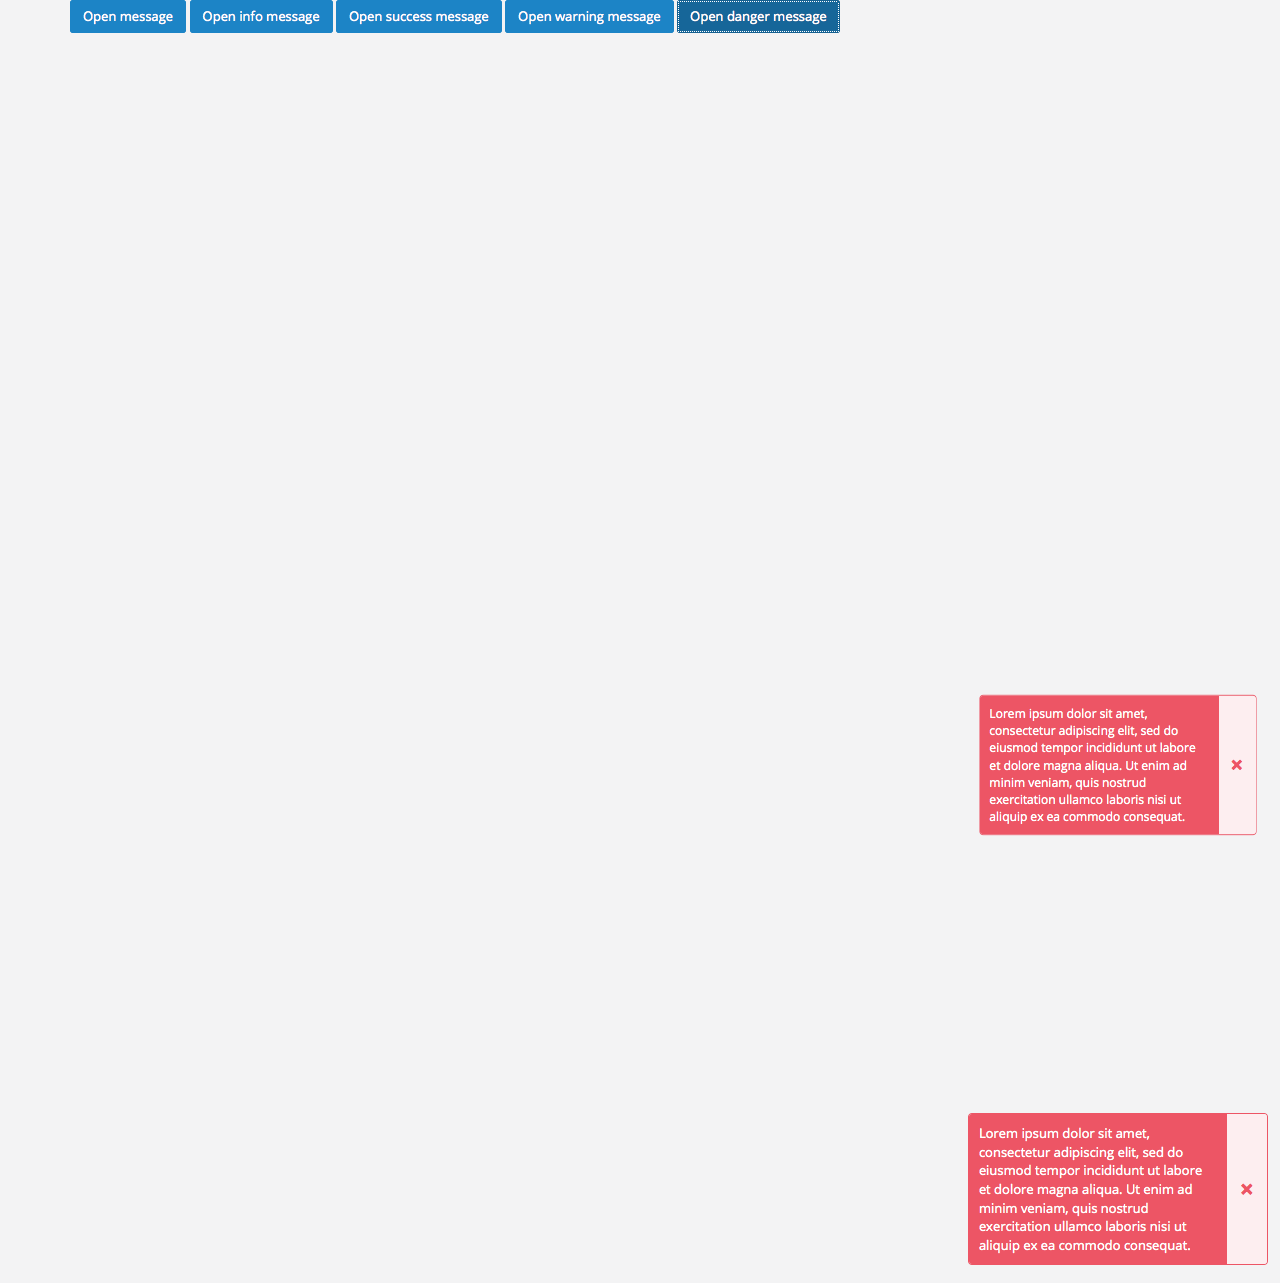 Open message Open info message Open success message Open warning message Open danger message
Lorem ipsum dolor sit amet,
consectetur adipiscing elit, sed do
eiusmod tempor incididunt ut labore
et dolore magna aliqua. Ut enim ad
minim veniam, quis nostrud
exercitation ullamco laboris nisi ut
aliquip ex ea commodo consequat.
Lorem ipsum dolor sit amet,
consectetur adipiscing elit, sed do
eiusmod tempor incididunt ut labore
et dolore magna aliqua. Ut enim ad
minim veniam, quis nostrud
exercitation ullamco laboris nisi ut
aliquip ex ea commodo consequat.